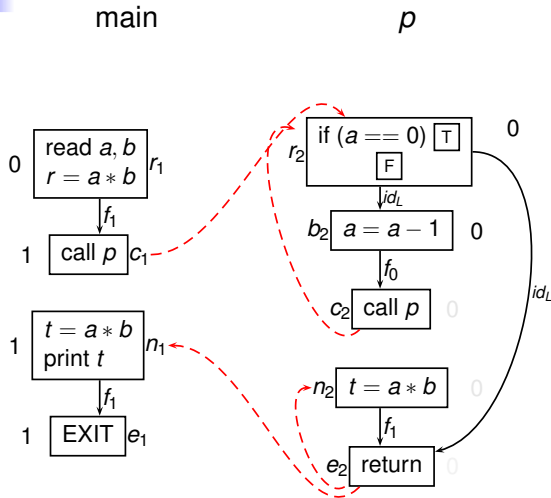 main
p
0
read a, b
r = a ∗ b
r1
f1
1
call p
c1
1
t = a ∗ b
print t
n1
f1
1
EXIT
e1
r2
if (a == 0) T
F
0
idL
b2
a = a − 1
0
f0
c2
call p
0
idL
n2
t = a ∗ b
0
f1
e2
return
0